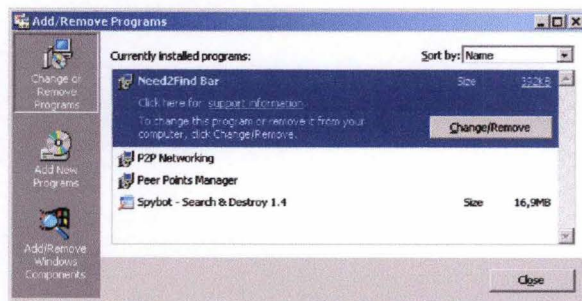 Add/Remove Programs
Change or
Remove
Programs
Add New
Programs
Add/Remove
Windows
Components
Currently installed programs:
Sort by: Name
Need2Find Bar
Size 392KB
Click here for support information.
To change this program or remove it from your
computer, click Change/Remove.
Change/Remove
P2P Networking
Peer Points Manager
Spybot - Search & Destroy 1.4
Size 16,9MB
Close